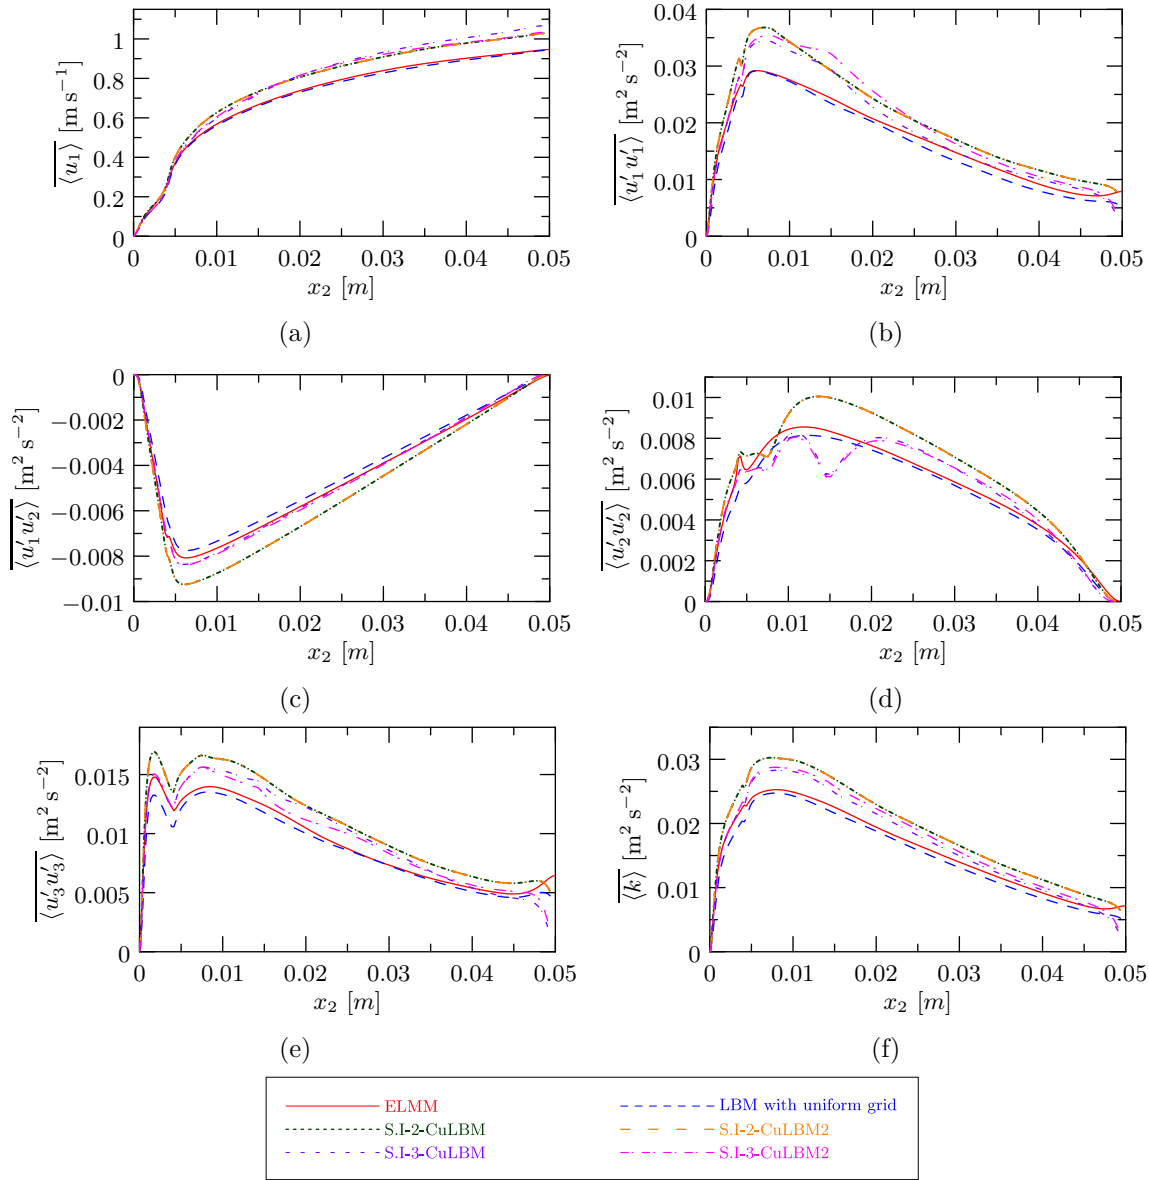 1
0.8
0.6
0.4
0.2
0
0 0.01 0.02 0.03 0.04 0.05
x₂ [m]
⟨u₁⟩ [m s⁻¹]
(a)
0.04
0.03
0.02
0.01
0
0 0.01 0.02 0.03 0.04 0.05
x₂ [m]
⟨u′₁u′₁⟩ [m² s⁻²]
(b)
0
−0.002
−0.004
−0.006
−0.008
−0.01
0 0.01 0.02 0.03 0.04 0.05
x₂ [m]
⟨u′₁u′₂⟩ [m² s⁻²]
(c)
0.01
0.008
0.006
0.004
0.002
0
0 0.01 0.02 0.03 0.04 0.05
x₂ [m]
⟨u′₂u′₂⟩ [m² s⁻²]
(d)
0.015
0.01
0.005
0
0 0.01 0.02 0.03 0.04 0.05
x₂ [m]
⟨u′₃u′₃⟩ [m² s⁻²]
(e)
0.03
0.02
0.01
0
0 0.01 0.02 0.03 0.04 0.05
x₂ [m]
⟨k⟩ [m² s⁻²]
(f)
ELMM
LBM with uniform grid
S.I-2-CuLBM
S.I-2-CuLBM2
S.I-3-CuLBM
S.I-3-CuLBM2